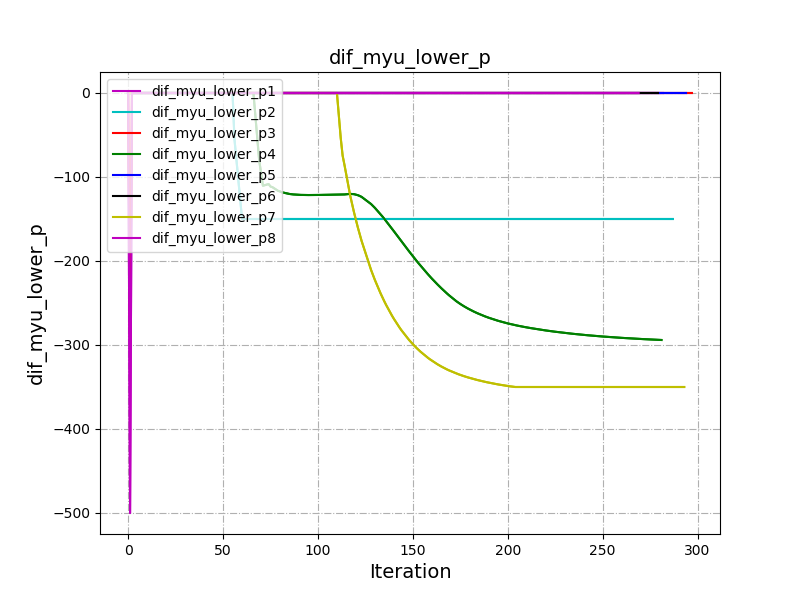 dif_myu_lower_p
dif_myu_lower_p
0
−100
−200
−300
−400
−500
dif_myu_lower_p1
dif_myu_lower_p2
dif_myu_lower_p3
dif_myu_lower_p4
dif_myu_lower_p5
dif_myu_lower_p6
dif_myu_lower_p7
dif_myu_lower_p8
0 50 100 150 200 250 300
Iteration